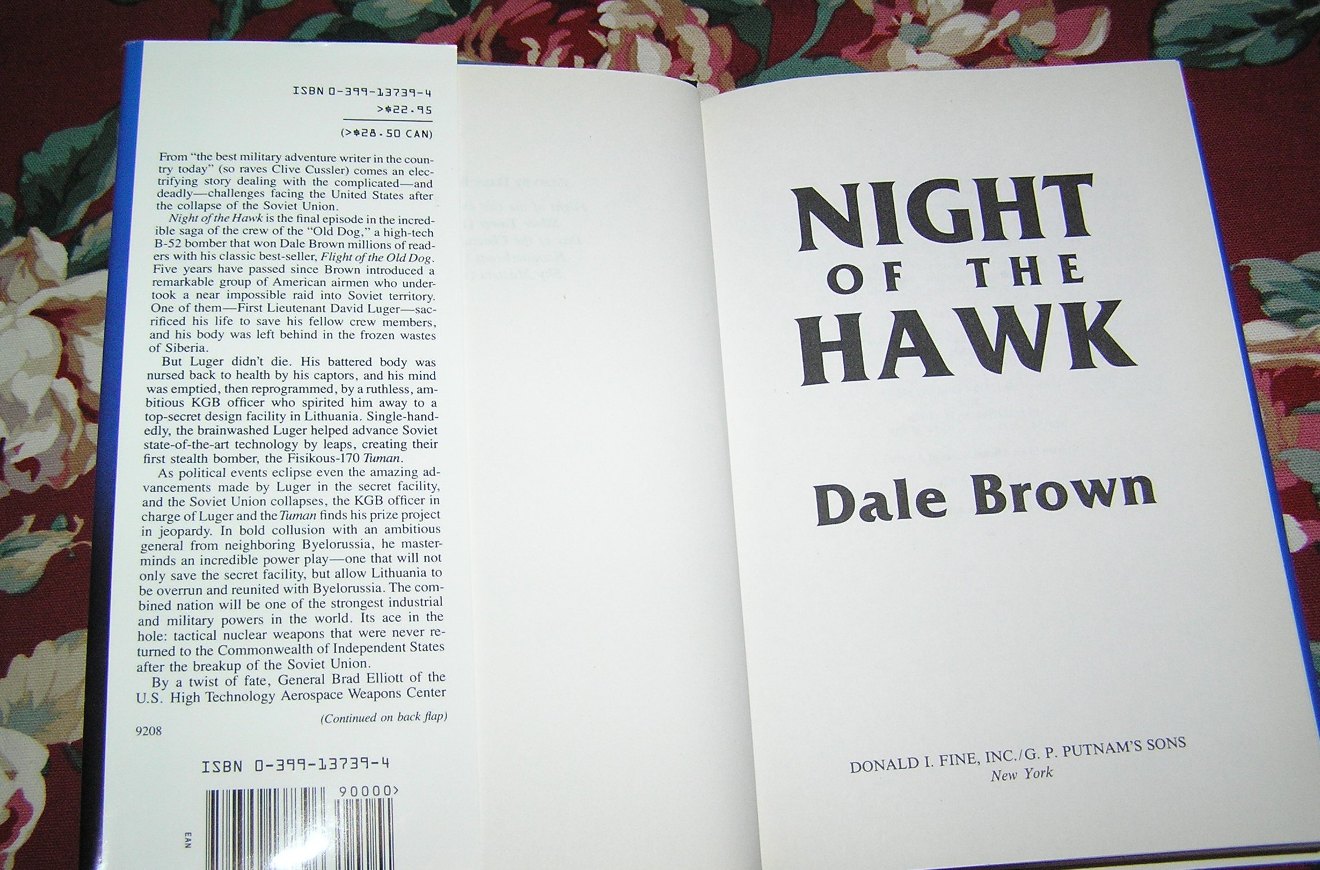 ISBN 0-399-13739-4
>$22.95
(>$28.50 CAN)
From “the best military adventure writer in the coun-
try today” (so raves Clive Cussler) comes an elec-
trifying story dealing with the complicated—and
deadly—challenges facing the United States after
the collapse of the Soviet Union.
Night of the Hawk is the final episode in the incred-
ible saga of the crew of the “Old Dog,” a high-tech
B-52 bomber that won Dale Brown millions of read-
ers with his classic best-seller, Flight of the Old Dog.
Five years have passed since Brown introduced a
remarkable group of American airmen who under-
took a near impossible raid into Soviet territory.
One of them—First Lieutenant David Luger—sac-
rificed his life to save his fellow crew members,
and his body was left behind in the frozen wastes
of Siberia.
But Luger didn’t die. His battered body was
nursed back to health by his captors, and his mind
was emptied, then reprogrammed, by a ruthless, am-
bitious KGB officer who spirited him away to a
top-secret design facility in Lithuania. Single-hand-
edly, the brainwashed Luger helped advance Soviet
state-of-the-art technology by leaps, creating their
first stealth bomber, the Fisikous-170 Tuman.
As political events eclipse even the amazing ad-
vancements made by Luger in the secret facility,
and the Soviet Union collapses, the KGB officer in
charge of Luger and the Tuman finds his prize project
in jeopardy. In bold collusion with an ambitious
general from neighboring Byelorussia, he master-
minds an incredible power play—one that will not
only save the secret facility, but allow Lithuania to
be overrun and reunited with Byelorussia. The com-
bined nation will be one of the strongest industrial
and military powers in the world. Its ace in the
hole: tactical nuclear weapons that were never re-
turned to the Commonwealth of Independent States
after the breakup of the Soviet Union.
By a twist of fate, General Brad Elliott of the
U.S. High Technology Aerospace Weapons Center
(Continued on back flap)
9208
ISBN 0-399-13739-4
90000>
EAN
NIGHT
OF THE
HAWK
Dale Brown
DONALD I. FINE, INC./G. P. PUTNAM’S SONS
New York